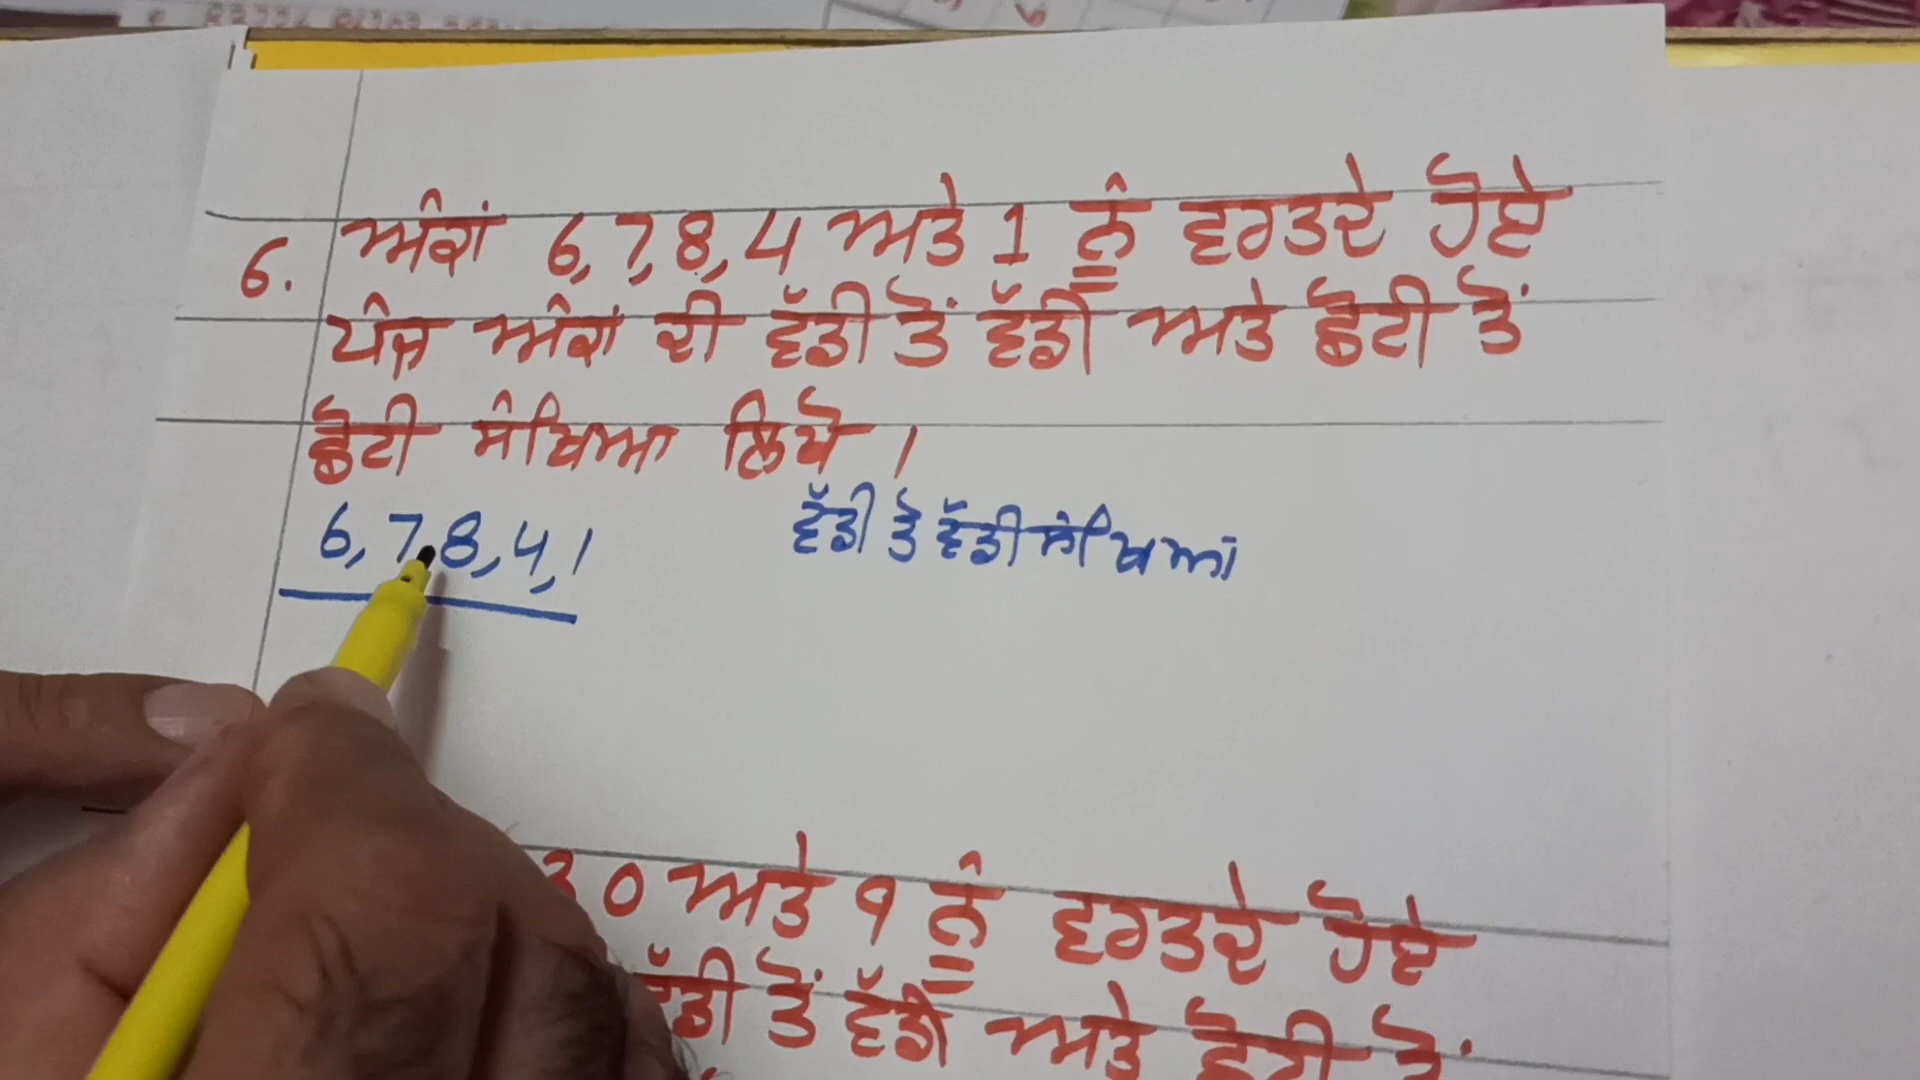 6. ਅੰਕਾਂ 6, 7, 8, 4 ਅਤੇ 1 ਨੂੰ ਵਰਤਦੇ ਹੋਏ
ਪੰਜ ਅੰਕਾਂ ਦੀ ਵੱਡੀ ਤੋਂ ਵੱਡੀ ਅਤੇ ਛੋਟੀ ਤੋਂ
ਛੋਟੀ ਸੰਖਿਆ ਲਿਖੋ ।
6, 7, 8, 4, 1
ਵੱਡੀ ਤੋਂ ਵੱਡੀ ਸੰਖਿਆ
0 ਅਤੇ 9 ਨੂੰ ਵਰਤਦੇ ਹੋਏ
ਵੱਡੀ ਤੋਂ ਵੱਡੀ ਅਤੇ ਛੋਟੀ ਤੋਂ